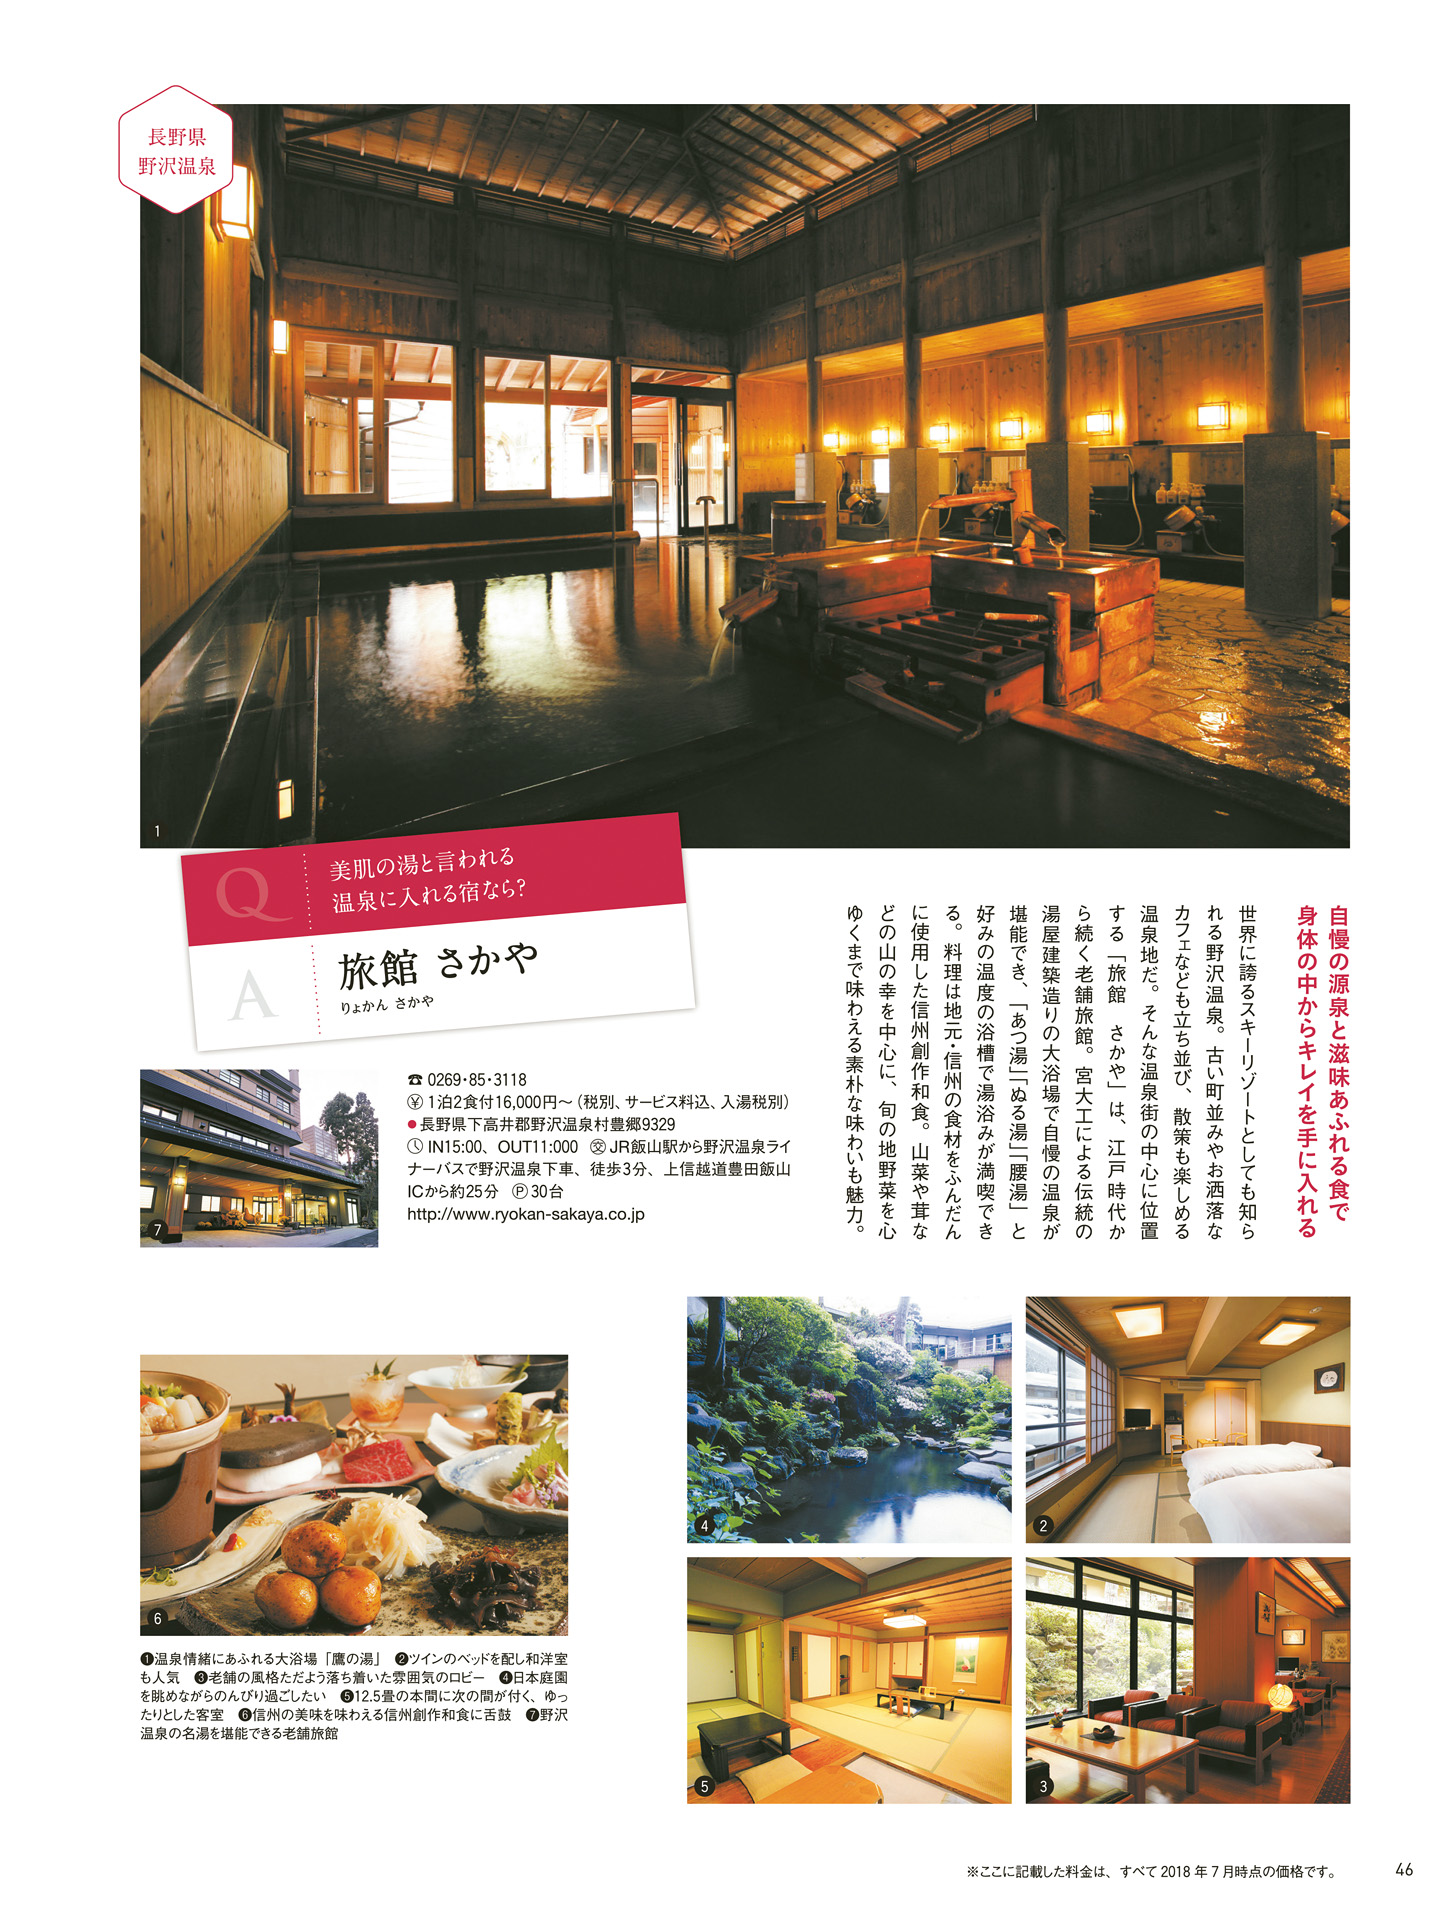 長野県
野沢温泉
1
Q
美肌の湯と言われる
温泉に入れる宿なら?
A
旅館 さかや
りょかん さかや
自慢の源泉と滋味あふれる食で
身体の中からキレイを手に入れる
世界に誇るスキーリゾートとしても知ら
れる野沢温泉。古い町並みやお洒落な
カフェなども立ち並び、散策も楽しめる
温泉地だ。そんな温泉街の中心に位置
する「旅館 さかや」は、江戸時代か
ら続く老舗旅館。宮大工による伝統の
湯屋建築造りの大浴場で自慢の温泉が
堪能でき、「あつ湯」「ぬる湯」「腰湯」と
好みの温度の浴槽で湯浴みが満喫でき
る。料理は地元・信州の食材をふんだん
に使用した信州創作和食。山菜や茸な
どの山の幸を中心に、旬の地野菜を心
ゆくまで味わえる素朴な味わいも魅力。
7
☎ 0269・85・3118
¥ 1泊2食付16,000円〜（税別、サービス料込、入湯税別）
●長野県下高井郡野沢温泉村豊郷9329
IN15:00、OUT11:000 交JR飯山駅から野沢温泉ライ
ナーバスで野沢温泉下車、徒歩3分、上信越道豊田飯山
ICから約25分 Ⓟ30台
http://www.ryokan-sakaya.co.jp
4
2
6
5
3
❶温泉情緒にあふれる大浴場「鷹の湯」 ❷ツインのベッドを配し和洋室
も人気 ❸老舗の風格ただよう落ち着いた雰囲気のロビー ❹日本庭園
を眺めながらのんびり過ごしたい ❺12.5畳の本間に次の間が付く、ゆっ
たりとした客室 ❻信州の美味を味わえる信州創作和食に舌鼓 ❼野沢
温泉の名湯を堪能できる老舗旅館
※ここに記載した料金は、すべて2018年7月時点の価格です。
46